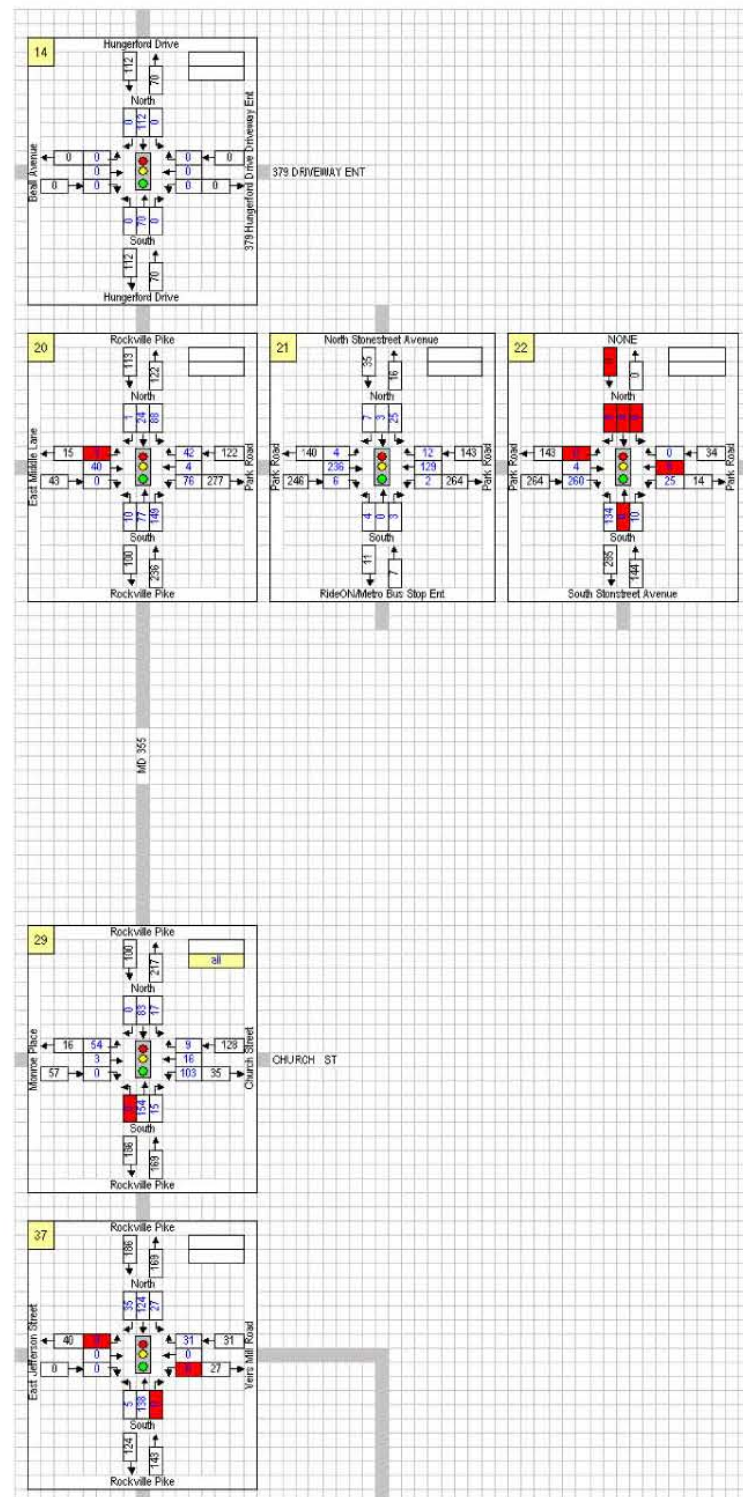 14
Hungerford Drive
112
70
North
0 112 0
Beall Avenue
0 0
0
0 0
0 0
0
0 0
379 Hungerford Drive Driveway Ent
379 DRIVEWAY ENT
0 70 0
South
112
70
Hungerford Drive
20
Rockville Pike
113
122
North
1 24 88
East Middle Lane
15
40
43 0
42 122
4
76 277
Park Road
10 77 149
South
100
236
Rockville Pike
21
North Stonestreet Avenue
35
16
North
7 3 25
Park Road
140 4
236
246 6
12 143
129
2 264
Park Road
4 0 3
South
11
7
RideON/Metro Bus Stop Ent
22
NONE
0
North
Park Road
143
4
264 260
0 34
25 14
Park Road
134 10
South
285
144
South Stonstreet Avenue
MD 355
29
Rockville Pike
all
100
217
North
0 83 17
Monroe Place
16 54
3
57 0
9 128
16
103 35
Church Street
CHURCH ST
154 15
South
186
169
Rockville Pike
37
Rockville Pike
186
169
North
35 124 27
East Jefferson Street
40
0
0 0
31 31
0
27
Veirs Mill Road
5 138
South
124
143
Rockville Pike